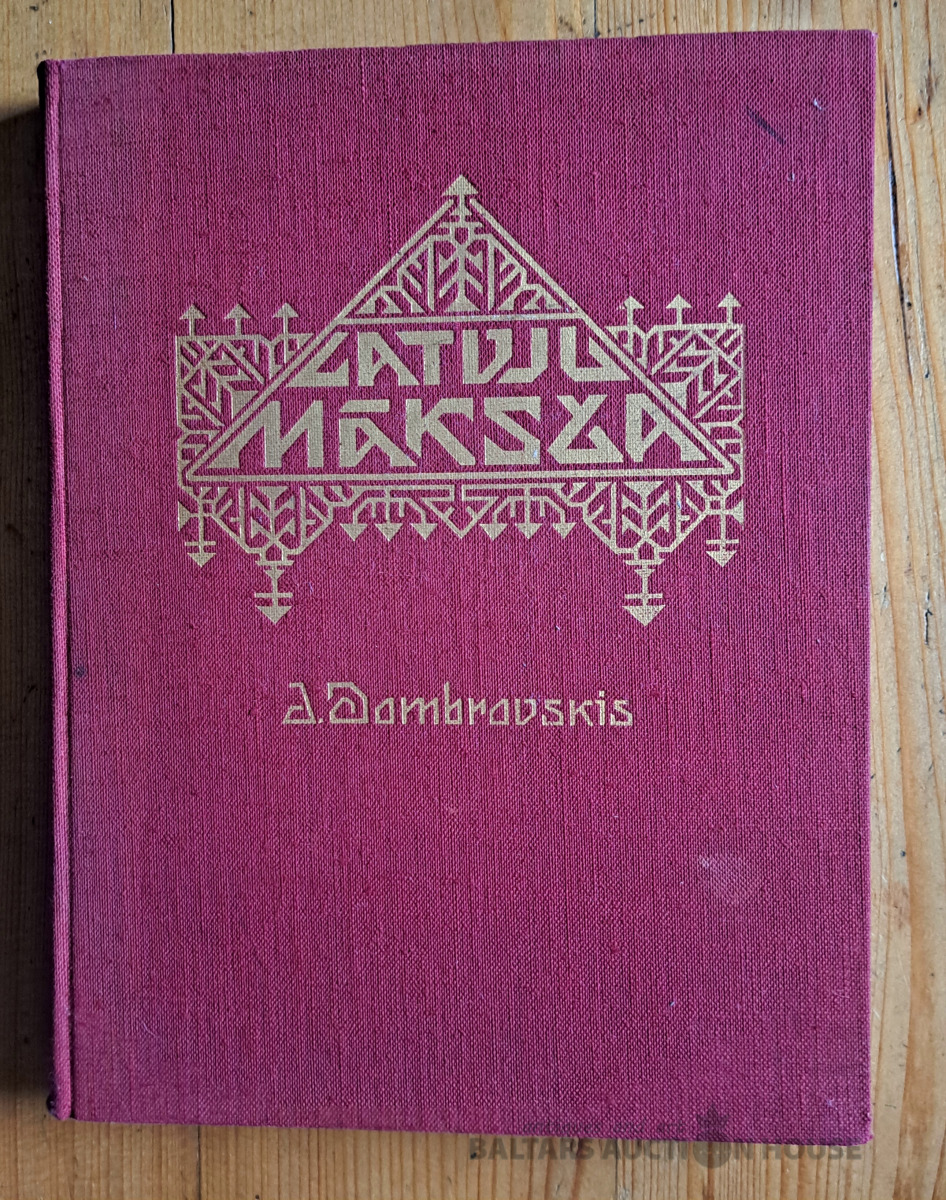 LATVJU
MĀKSLA
J. Dombrovskis
BALTARS AUCTION HOUSE